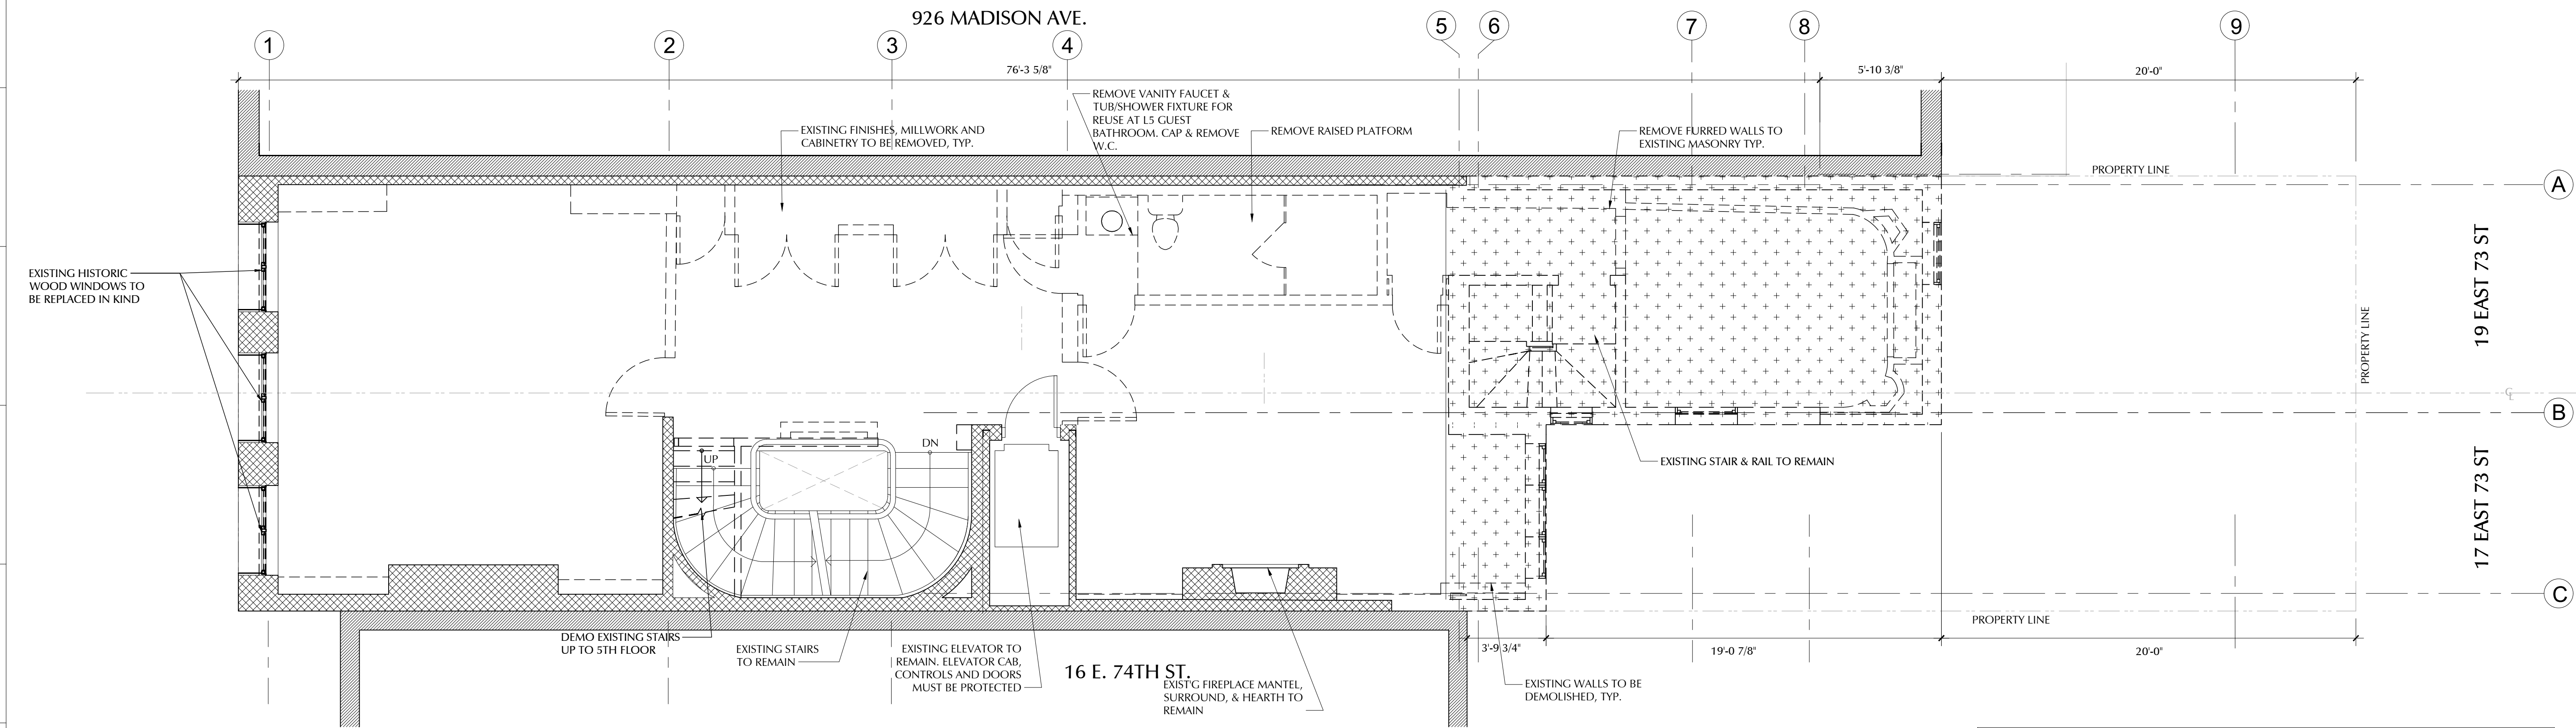 926 MADISON AVE.
1
2
3
4
5
6
7
8
9
76'-3 5/8"
5'-10 3/8"
20'-0"
REMOVE VANITY FAUCET &
TUB/SHOWER FIXTURE FOR
REUSE AT L5 GUEST
BATHROOM. CAP & REMOVE
W.C.
EXISTING FINISHES, MILLWORK AND
CABINETRY TO BE REMOVED, TYP.
REMOVE RAISED PLATFORM
REMOVE FURRED WALLS TO
EXISTING MASONRY TYP.
PROPERTY LINE
A
EXISTING HISTORIC
WOOD WINDOWS TO
BE REPLACED IN KIND
19 EAST 73 ST
PROPERTY LINE
CL
B
DN
UP
EXISTING STAIR & RAIL TO REMAIN
17 EAST 73 ST
C
PROPERTY LINE
DEMO EXISTING STAIRS
UP TO 5TH FLOOR
EXISTING STAIRS
TO REMAIN
EXISTING ELEVATOR TO
REMAIN. ELEVATOR CAB,
CONTROLS AND DOORS
MUST BE PROTECTED
16 E. 74TH ST.
EXIST'G FIREPLACE MANTEL,
SURROUND, & HEARTH TO
REMAIN
3'-9 3/4"
19'-0 7/8"
20'-0"
EXISTING WALLS TO BE
DEMOLISHED, TYP.